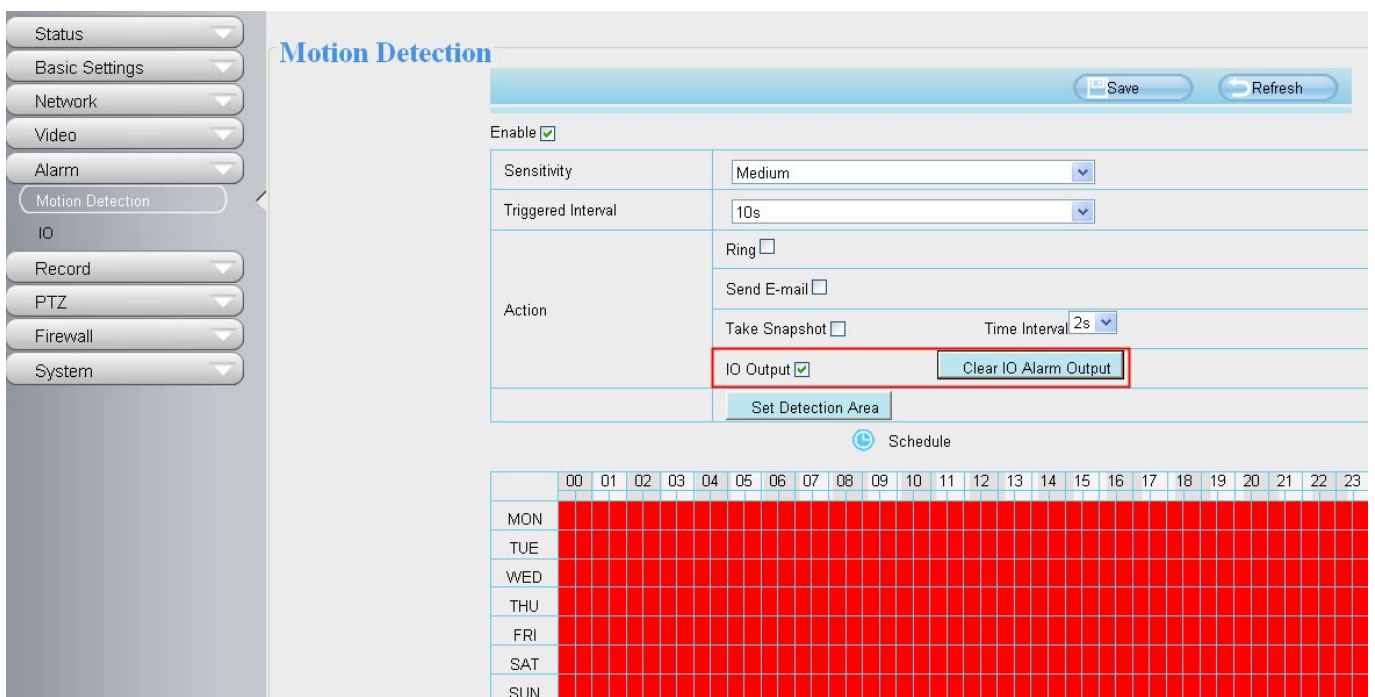 Status
Basic Settings
Network
Video
Alarm
Motion Detection
IO
Record
PTZ
Firewall
System
Motion Detection
Save Refresh
Enable
Sensitivity Medium
Triggered Interval 10s
Action
Ring
Send E-mail
Take Snapshot Time Interval 2s
IO Output Clear IO Alarm Output
Set Detection Area
Schedule
00 01 02 03 04 05 06 07 08 09 10 11 12 13 14 15 16 17 18 19 20 21 22 23
MON
TUE
WED
THU
FRI
SAT
SUN